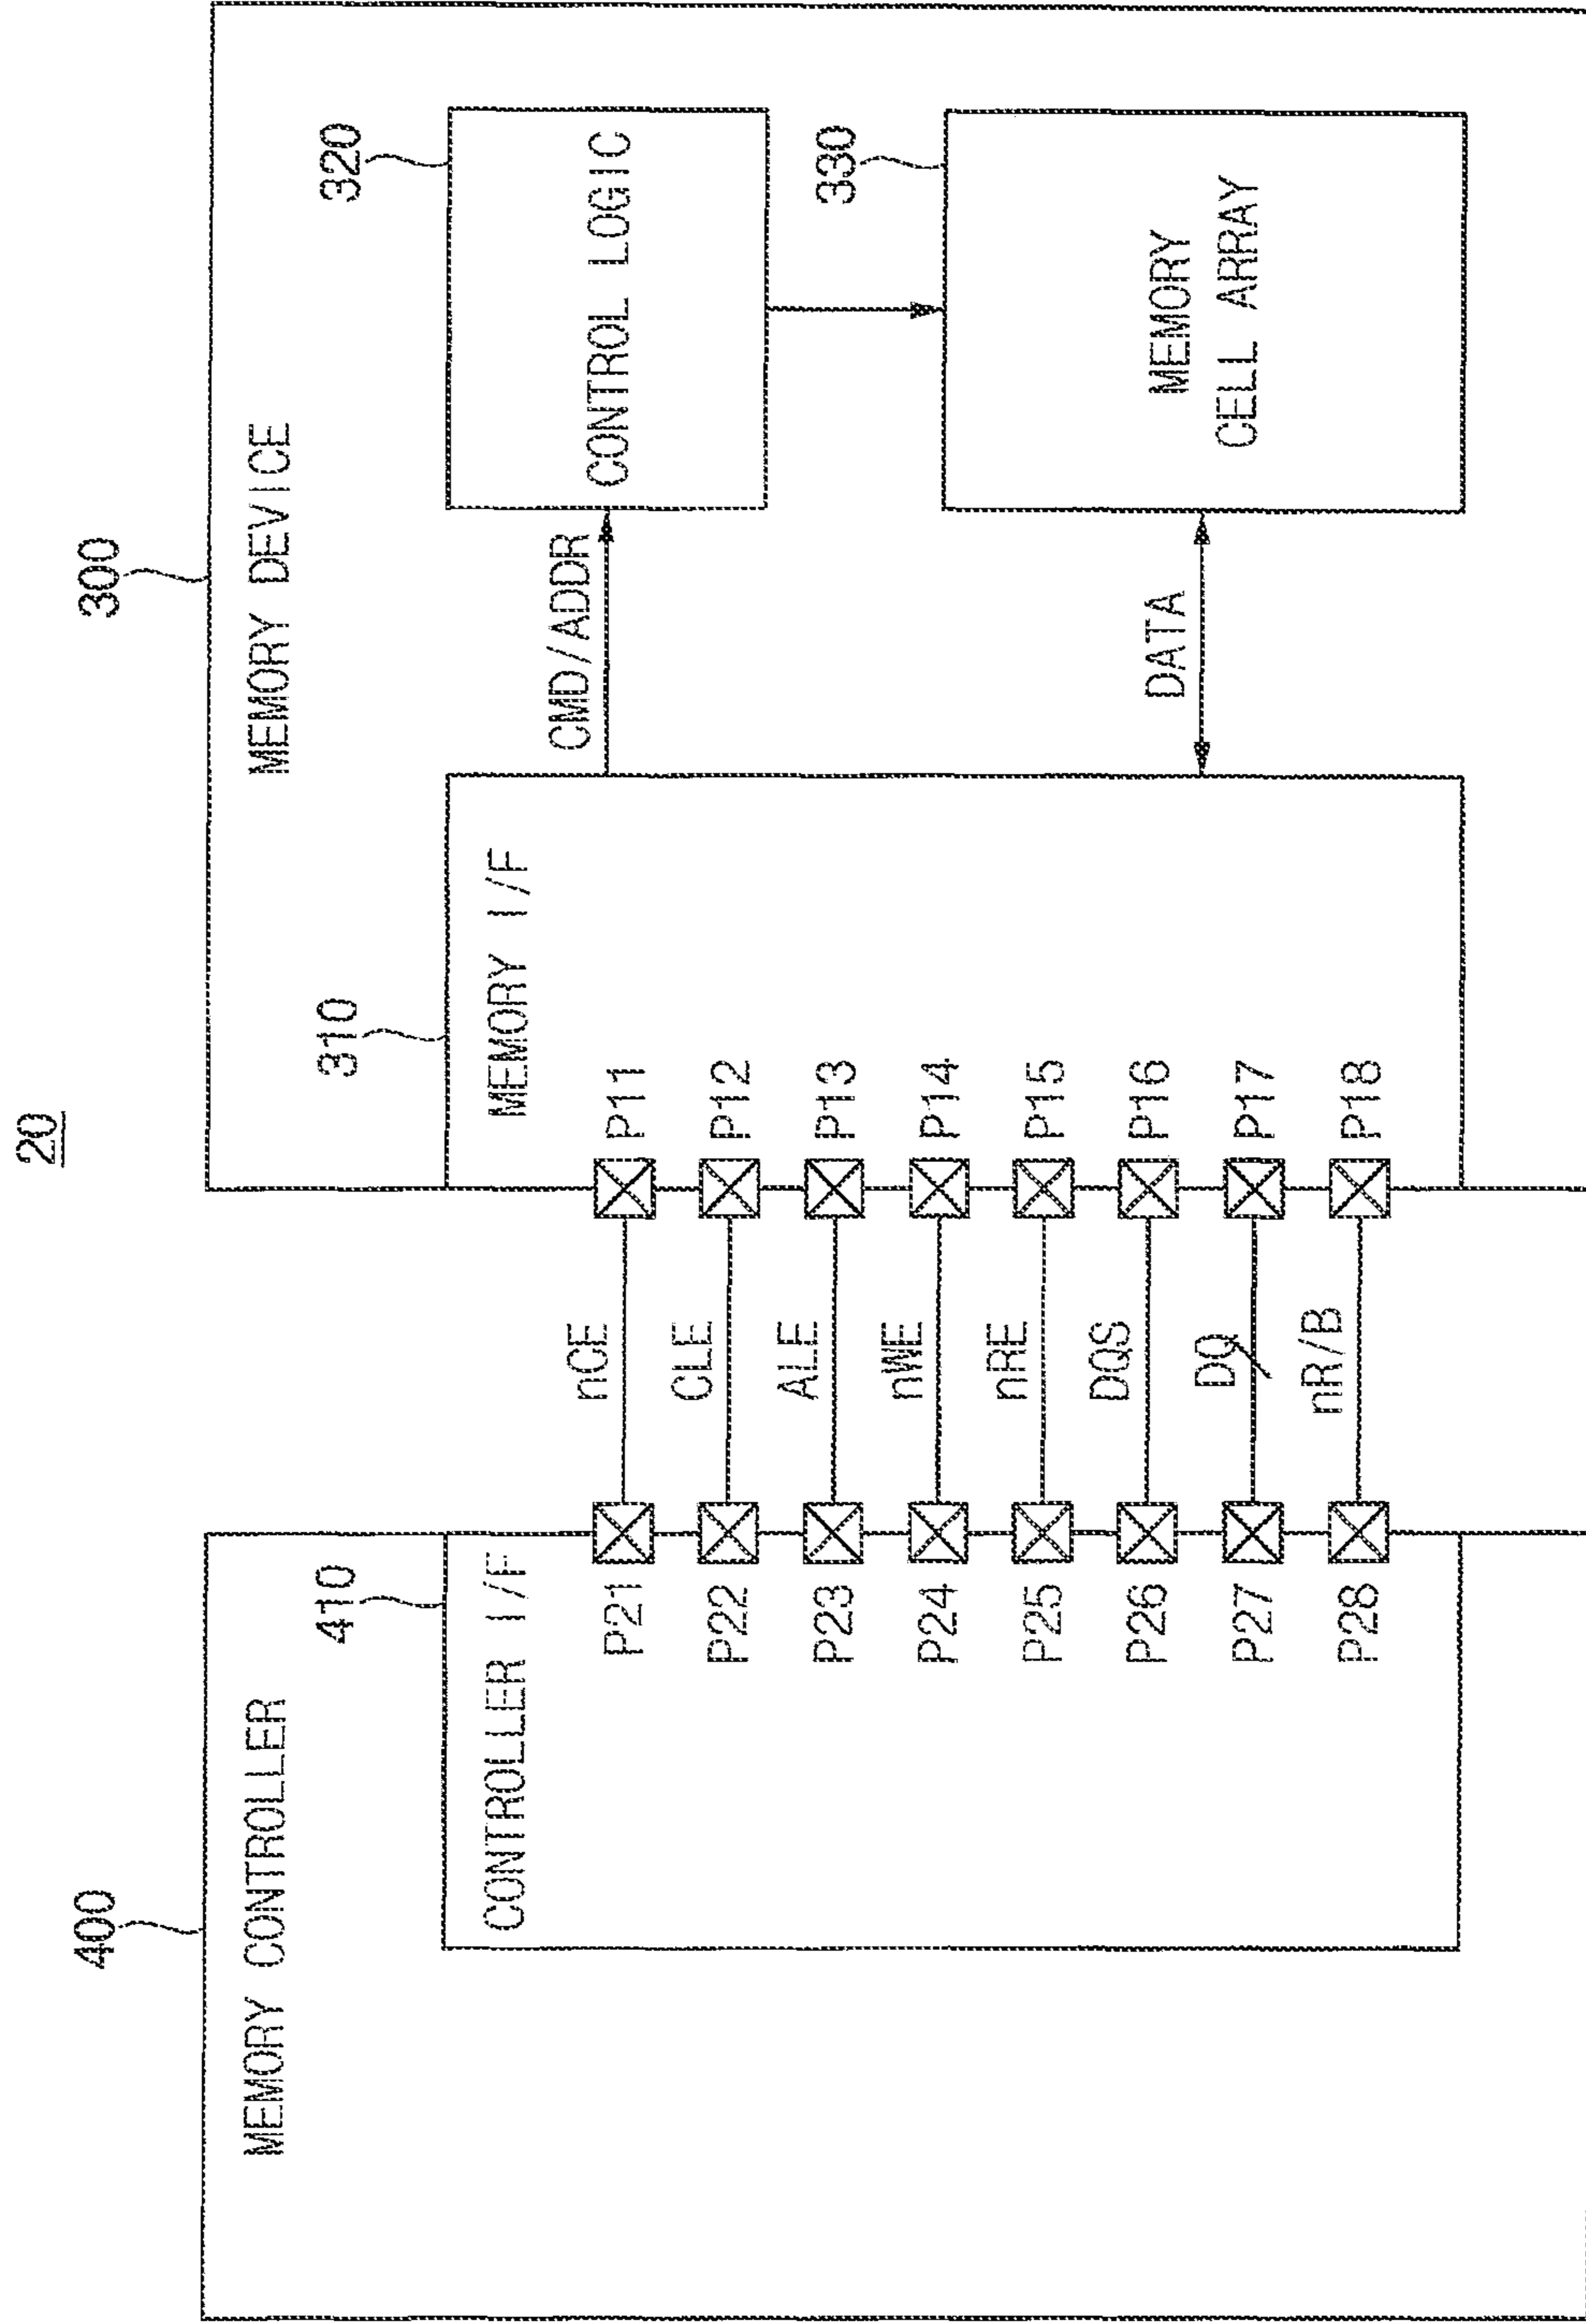 20
400
MEMORY CONTROLLER
410
CONTROLLER I/F
P21
P22
P23
P24
P25
P26
P27
P28
nCE
CLE
ALE
nWE
nRE
DQS
DQ
nR/B
300
MEMORY DEVICE
310
MEMORY I/F
P11
P12
P13
P14
P15
P16
P17
P18
CMD/ADDR
DATA
320
CONTROL LOGIC
330
MEMORY
CELL ARRAY